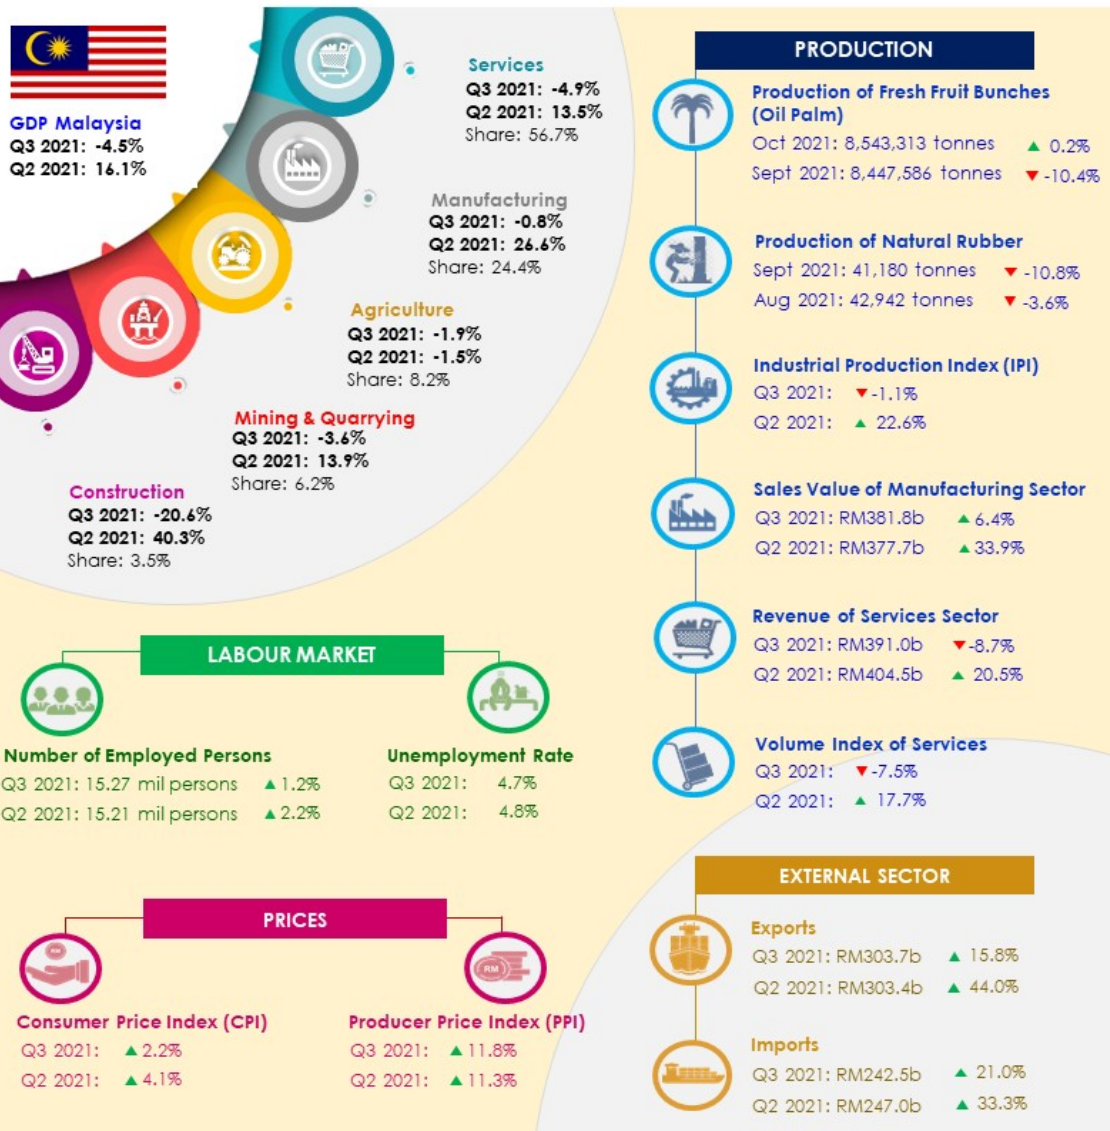 GDP Malaysia
Q3 2021: -4.5%
Q2 2021: 16.1%
Services
Q3 2021: -4.9%
Q2 2021: 13.5%
Share: 56.7%
Manufacturing
Q3 2021: -0.8%
Q2 2021: 26.6%
Share: 24.4%
Agriculture
Q3 2021: -1.9%
Q2 2021: -1.5%
Share: 8.2%
Mining & Quarrying
Q3 2021: -3.6%
Q2 2021: 13.9%
Share: 6.2%
Construction
Q3 2021: -20.6%
Q2 2021: 40.3%
Share: 3.5%
LABOUR MARKET
Number of Employed Persons
Q3 2021: 15.27 mil persons ▲ 1.2%
Q2 2021: 15.21 mil persons ▲ 2.2%
Unemployment Rate
Q3 2021: 4.7%
Q2 2021: 4.8%
PRICES
RM
Consumer Price Index (CPI)
Q3 2021: ▲ 2.2%
Q2 2021: ▲ 4.1%
RM
Producer Price Index (PPI)
Q3 2021: ▲ 11.8%
Q2 2021: ▲ 11.3%
PRODUCTION
Production of Fresh Fruit Bunches
(Oil Palm)
Oct 2021: 8,543,313 tonnes ▲ 0.2%
Sept 2021: 8,447,586 tonnes ▼ -10.4%
Production of Natural Rubber
Sept 2021: 41,180 tonnes ▼ -10.8%
Aug 2021: 42,942 tonnes ▼ -3.6%
Industrial Production Index (IPI)
Q3 2021: ▼ -1.1%
Q2 2021: ▲ 22.6%
Sales Value of Manufacturing Sector
Q3 2021: RM381.8b ▲ 6.4%
Q2 2021: RM377.7b ▲ 33.9%
Revenue of Services Sector
Q3 2021: RM391.0b ▼ -8.7%
Q2 2021: RM404.5b ▲ 20.5%
Volume Index of Services
Q3 2021: ▼ -7.5%
Q2 2021: ▲ 17.7%
EXTERNAL SECTOR
Exports
Q3 2021: RM303.7b ▲ 15.8%
Q2 2021: RM303.4b ▲ 44.0%
Imports
Q3 2021: RM242.5b ▲ 21.0%
Q2 2021: RM247.0b ▲ 33.3%